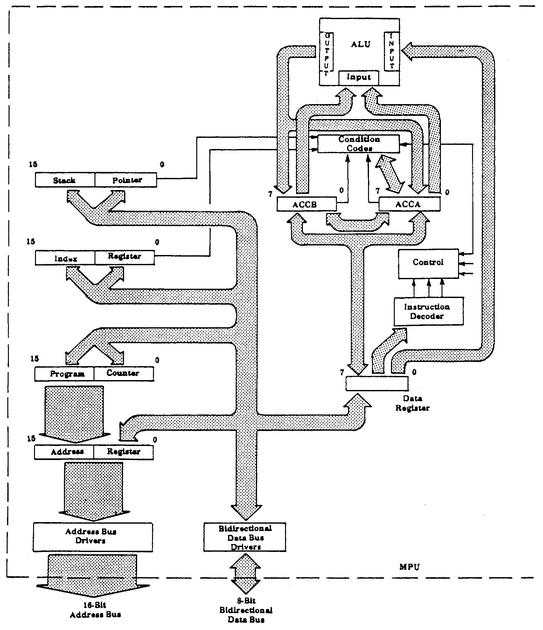 OUTPUT
ALU
INPUT
Input
Condition
Codes
15
0
Stack
Pointer
7
0
7
0
ACCB
ACCA
15
0
Index
Register
Control
Instruction
Decoder
15
0
Program
Counter
7
0
Data
Register
15
0
Address
Register
Address Bus
Drivers
Bidirectional
Data Bus
Drivers
MPU
16-Bit
Address Bus
8-Bit
Bidirectional
Data Bus